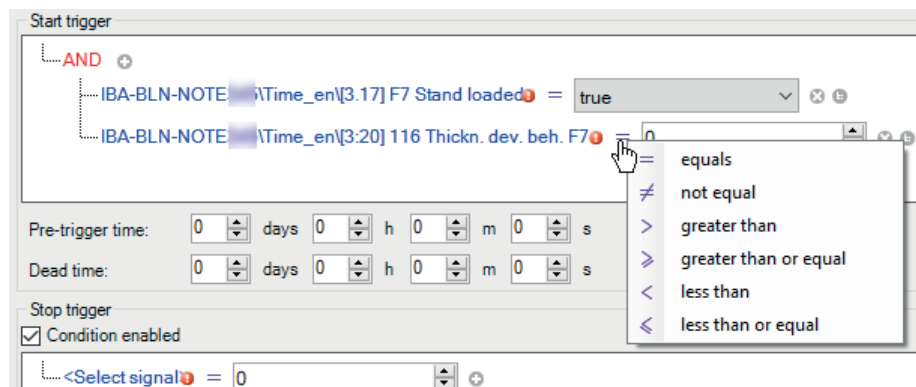 Start trigger
AND
IBA-BLN-NOTE \Time_en\[3.17] F7 Stand loaded = true
IBA-BLN-NOTE \Time_en\[3:20] 116 Thickn. dev. beh. F7 = 0
= equals
≠ not equal
> greater than
⩾ greater than or equal
< less than
⩽ less than or equal
Pre-trigger time: 0 days 0 h 0 m 0 s
Dead time: 0 days 0 h 0 m 0 s
Stop trigger
Condition enabled
<Select signal> = 0